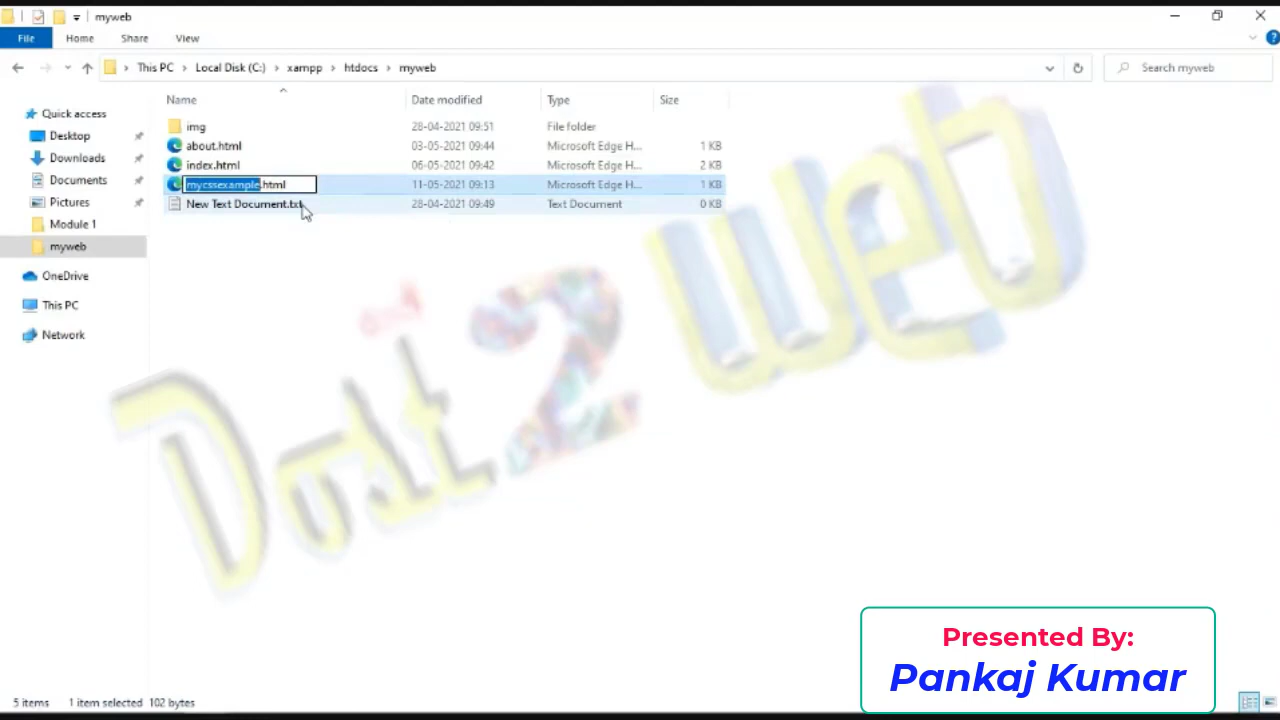 myweb
File Home Share View
This PC Local Disk (C:) xampp htdocs myweb Search myweb
Name Date modified Type Size
Quick access
Desktop
Downloads
Documents
Pictures
Module 1
myweb
OneDrive
This PC
Network
img 28-04-2021 09:51 File folder
about.html 03-05-2021 09:44 Microsoft Edge H... 1 KB
index.html 06-05-2021 09:42 Microsoft Edge H... 2 KB
mycssexample.html 11-05-2021 09:13 Microsoft Edge H... 1 KB
New Text Document.txt 28-04-2021 09:49 Text Document 0 KB
Dost 2 web
Presented By:
Pankaj Kumar
5 items 1 item selected 102 bytes